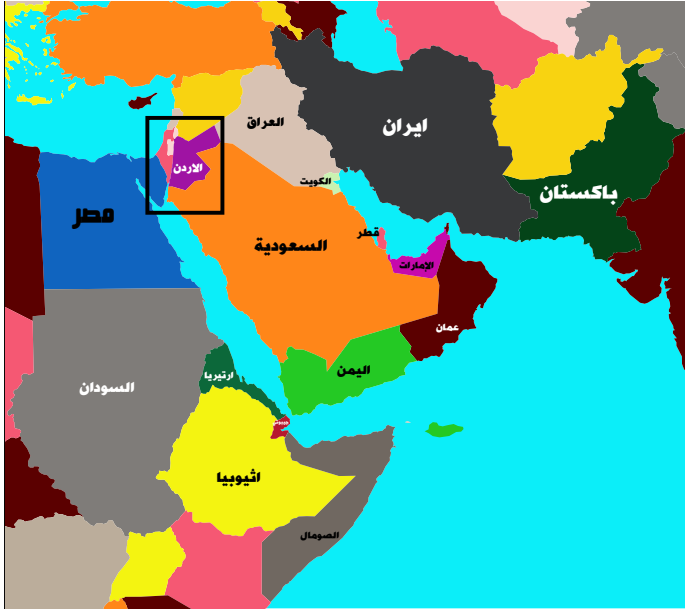 العراق
ايران
الاردن
الكويت
باكستان
مصر
قطر
السعودية
الإمارات
عمان
اليمن
ارتيريا
السودان
اثيوبيا
الصومال